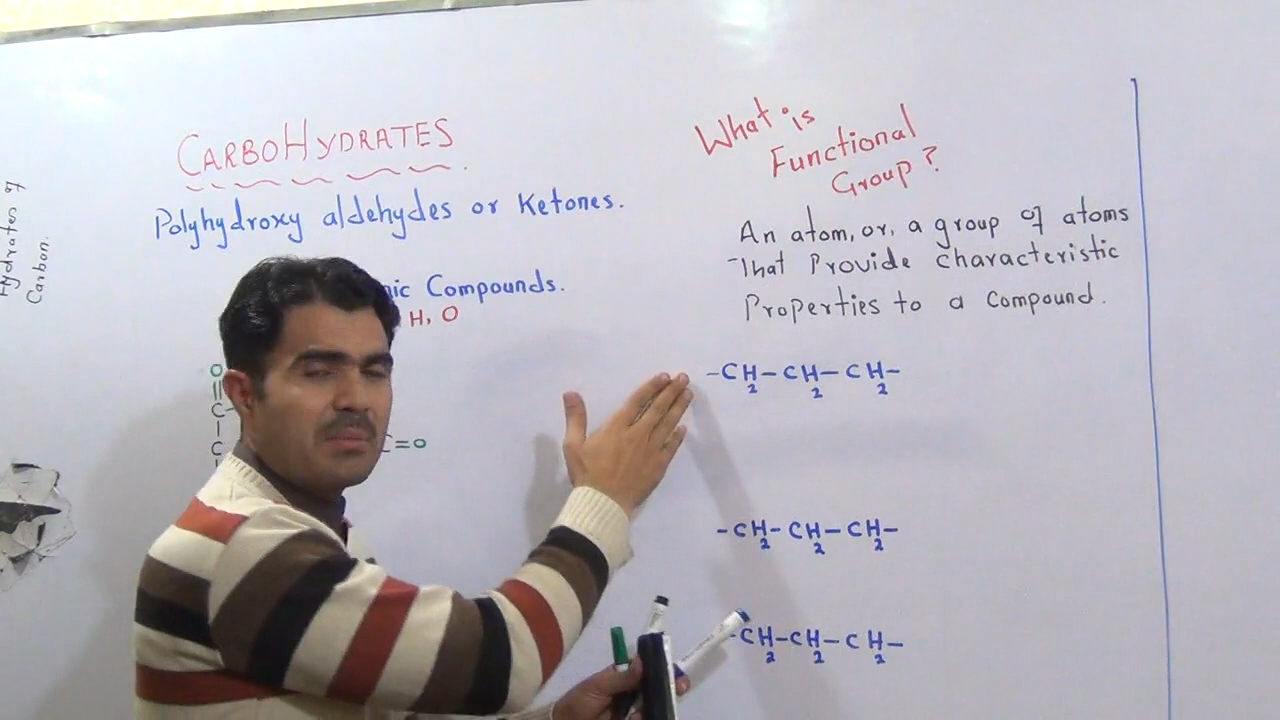 CARBOHYDRATES
Polyhydroxy aldehydes or Ketones.
Compounds.
H, O
O
||
C-
|
C
C=O
Hydrates of
Carbon.
What is
Functional
Group?
An atom, or, a group of atoms
That Provide characteristic
Properties to a Compound.
-CH₂-CH₂-CH₂-
-CH₂-CH₂-CH₂-
-CH₂-CH₂-CH₂-